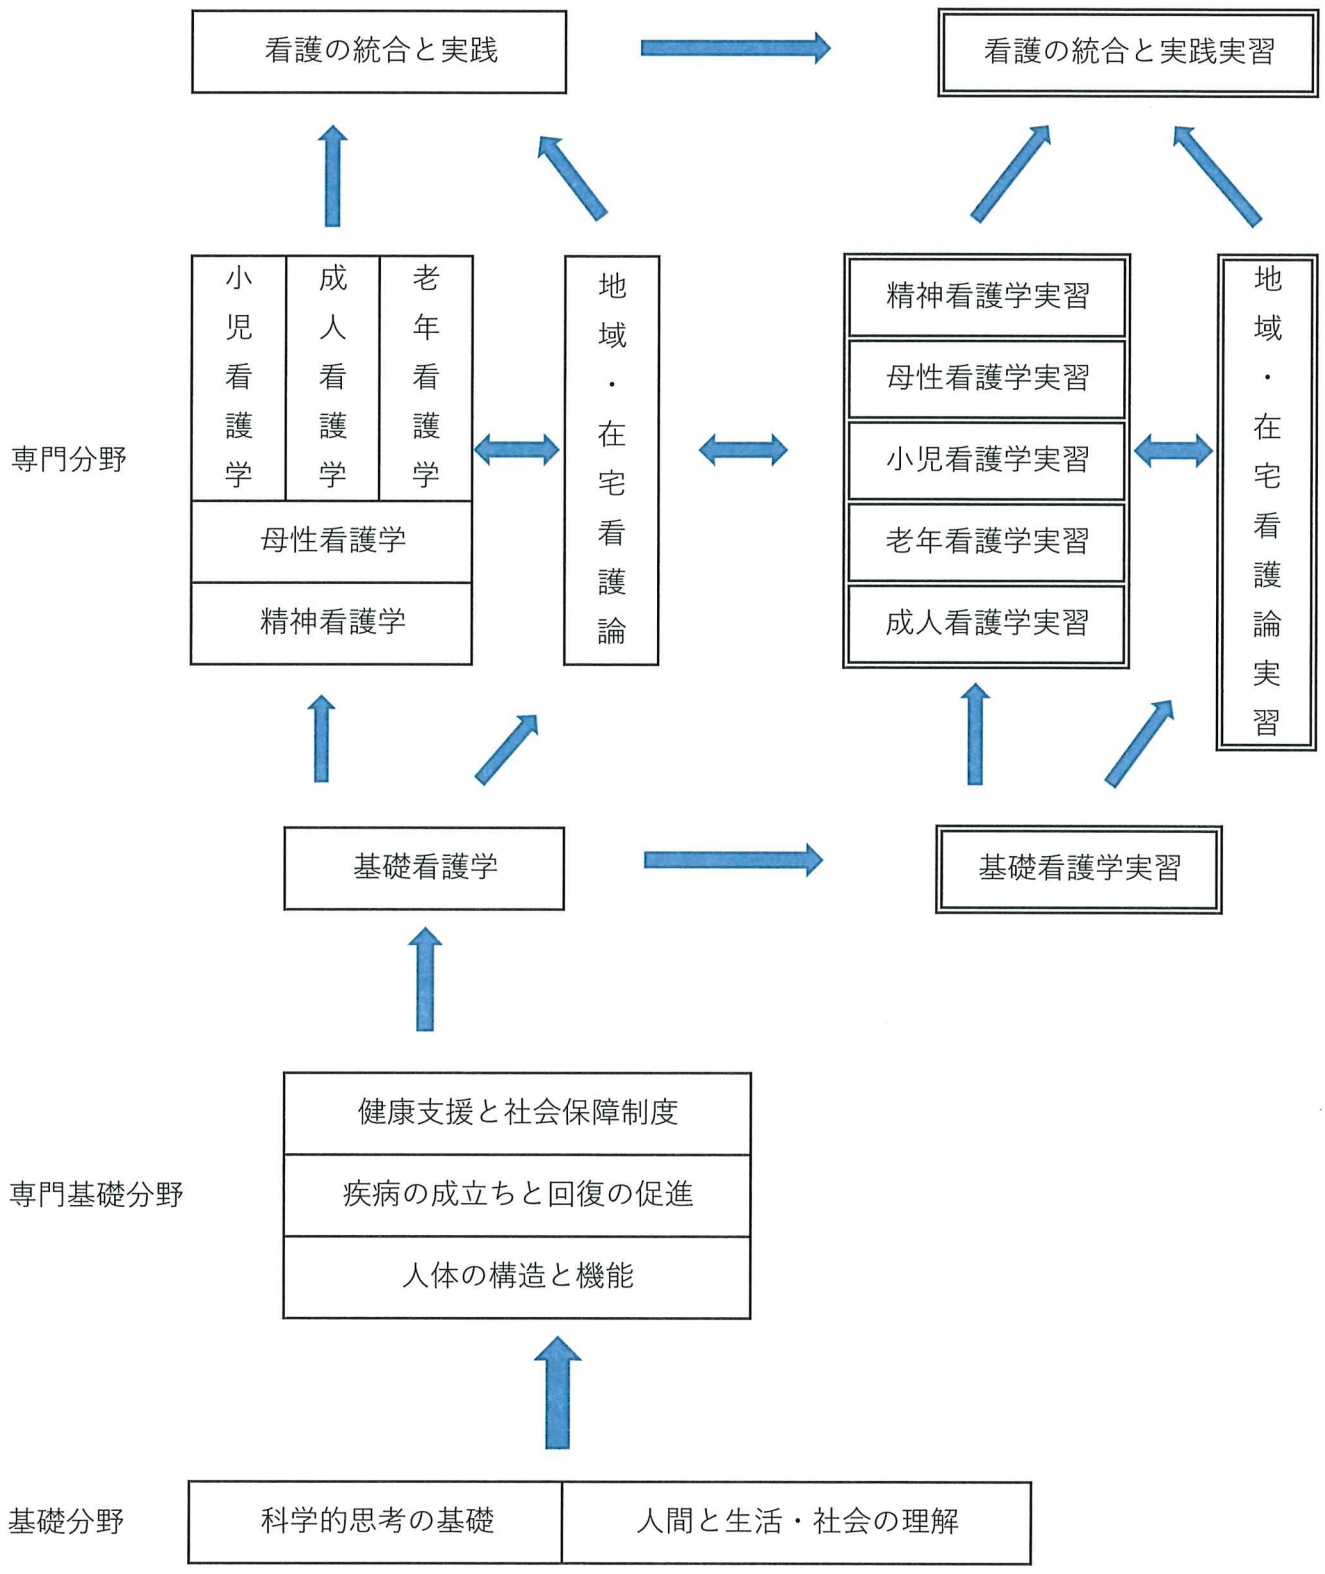 看護の統合と実践
看護の統合と実践実習
専門分野
小児看護学
成人看護学
老年看護学
母性看護学
精神看護学
地域・在宅看護論
精神看護学実習
母性看護学実習
小児看護学実習
老年看護学実習
成人看護学実習
地域・在宅看護論実習
基礎看護学
基礎看護学実習
専門基礎分野
健康支援と社会保障制度
疾病の成立ちと回復の促進
人体の構造と機能
基礎分野
科学的思考の基礎
人間と生活・社会の理解